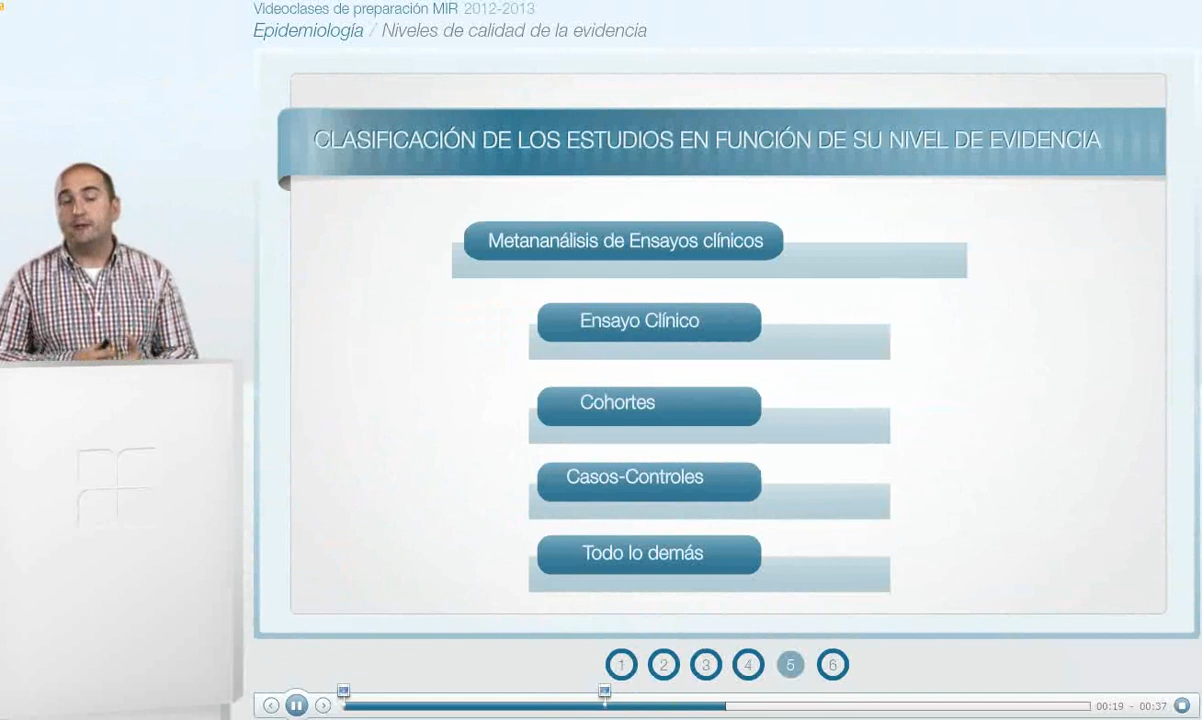 Videoclases de preparación MIR 2012-2013
Epidemiología / Niveles de calidad de la evidencia
CLASIFICACIÓN DE LOS ESTUDIOS EN FUNCIÓN DE SU NIVEL DE EVIDENCIA
Metananálisis de Ensayos clínicos
Ensayo Clínico
Cohortes
Casos-Controles
Todo lo demás
1 2 3 4 5 6
00:19 - 00:37